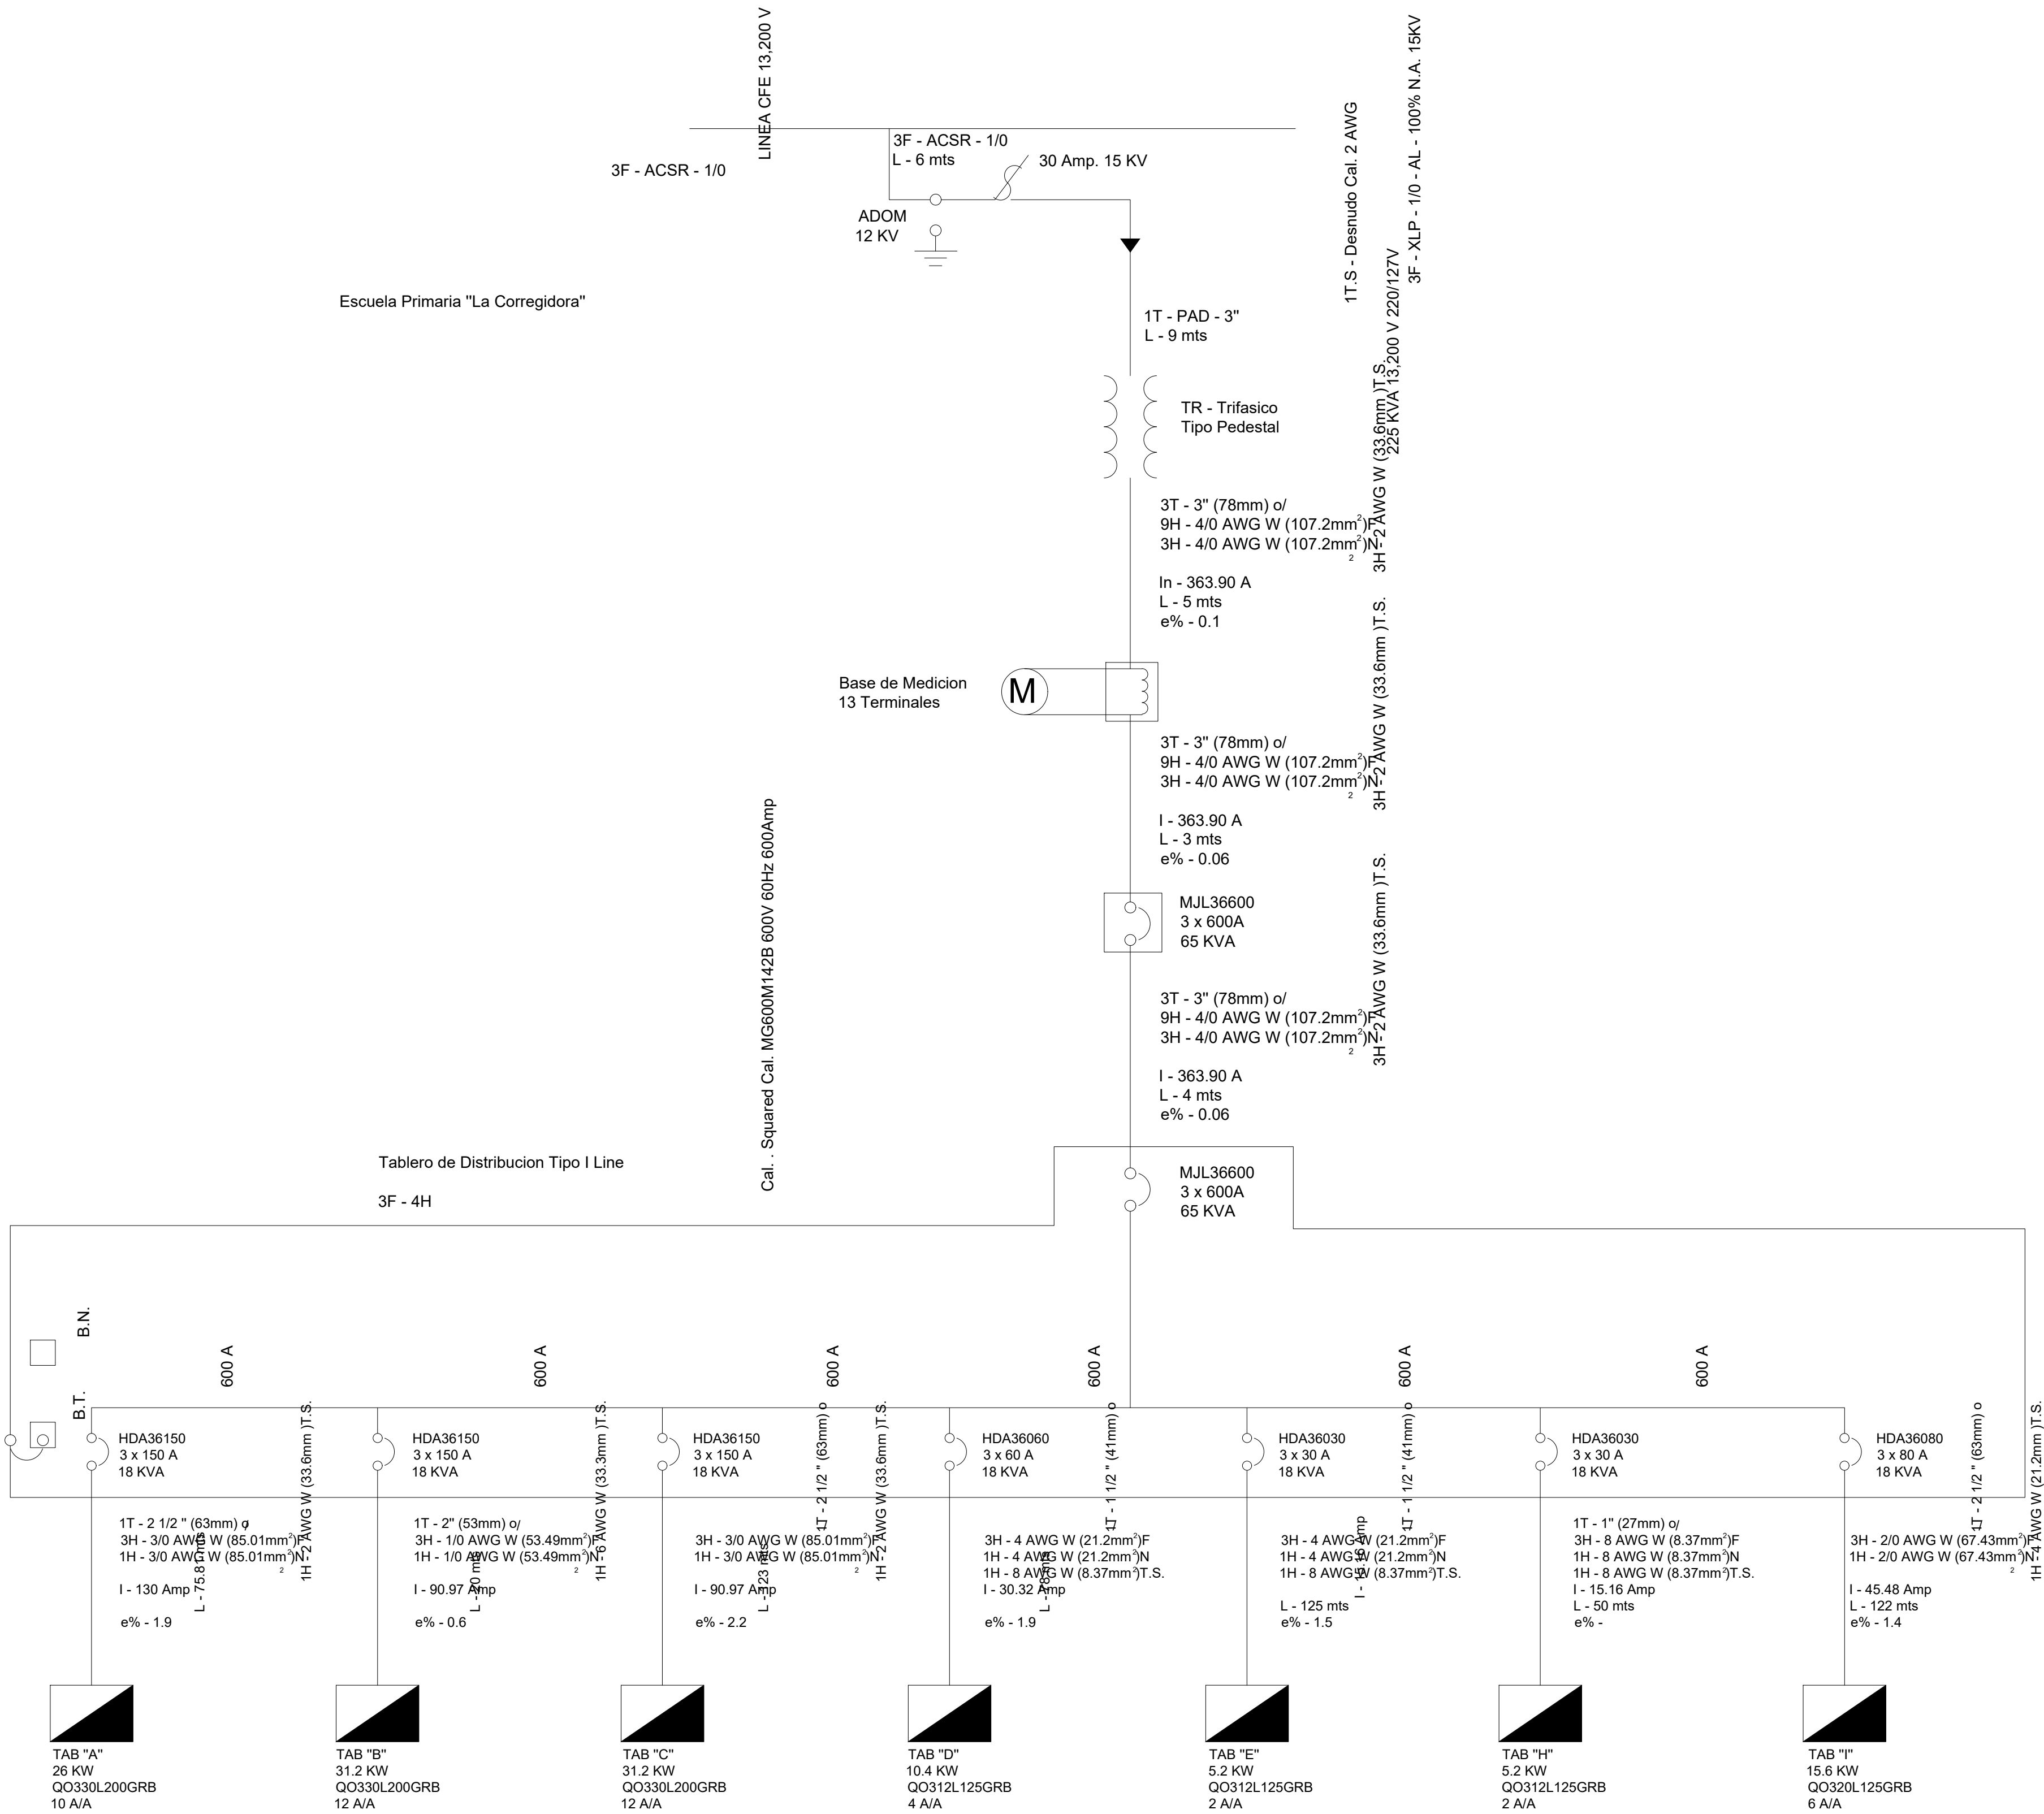 LINEA CFE 13,200 V
3F - ACSR - 1/0
3F - ACSR - 1/0
L - 6 mts
30 Amp. 15 KV
ADOM
12 KV
1T.S - Desnudo Cal. 2 AWG
3F - XLP - 1/0 - AL - 100% N.A. 15KV
Escuela Primaria "La Corregidora"
1T - PAD - 3"
L - 9 mts
225 KVA 13,200 V 220/127V
TR - Trifasico
Tipo Pedestal
3T - 3" (78mm) o/
9H - 4/0 AWG W (107.2mm²)F
3H - 4/0 AWG W (107.2mm²)N
3H - 2 AWG W (33.6mm²)T.S.
In - 363.90 A
L - 5 mts
e% - 0.1
Base de Medicion
13 Terminales
M
3T - 3" (78mm) o/
9H - 4/0 AWG W (107.2mm²)F
3H - 4/0 AWG W (107.2mm²)N
3H - 2 AWG W (33.6mm²)T.S.
I - 363.90 A
L - 3 mts
e% - 0.06
MJL36600
3 x 600A
65 KVA
3T - 3" (78mm) o/
9H - 4/0 AWG W (107.2mm²)F
3H - 4/0 AWG W (107.2mm²)N
3H - 2 AWG W (33.6mm²)T.S.
I - 363.90 A
L - 4 mts
e% - 0.06
Tablero de Distribucion Tipo I Line
Cal. . Squared Cal. MG600M142B 600V 60Hz 600Amp
3F - 4H
MJL36600
3 x 600A
65 KVA
B.N.
B.T.
600 A
600 A
600 A
600 A
600 A
600 A
HDA36150
3 x 150 A
18 KVA
1T - 2 1/2 " (63mm) o/
3H - 3/0 AWG W (85.01mm²)F
1H - 3/0 AWG W (85.01mm²)N
1H - 2 AWG W (33.6mm²)T.S.
I - 130 Amp
L - 75.81 mts
e% - 1.9
TAB "A"
26 KW
QO330L200GRB
10 A/A
HDA36150
3 x 150 A
18 KVA
1T - 2" (53mm) o/
3H - 1/0 AWG W (53.49mm²)F
1H - 1/0 AWG W (53.49mm²)N
1H - 6 AWG W (33.3mm²)T.S.
I - 90.97 Amp
L - 20 mts
e% - 0.6
TAB "B"
31.2 KW
QO330L200GRB
12 A/A
HDA36150
3 x 150 A
18 KVA
1T - 2 1/2 " (63mm) o
3H - 3/0 AWG W (85.01mm²)F
1H - 3/0 AWG W (85.01mm²)N
1H - 2 AWG W (33.6mm²)T.S.
I - 90.97 Amp
L - 123 mts
e% - 2.2
TAB "C"
31.2 KW
QO330L200GRB
12 A/A
HDA36060
3 x 60 A
18 KVA
1T - 1 1/2 " (41mm) o
3H - 4 AWG W (21.2mm²)F
1H - 4 AWG W (21.2mm²)N
1H - 8 AWG W (8.37mm²)T.S.
I - 30.32 Amp
e% - 1.9
TAB "D"
10.4 KW
QO312L125GRB
4 A/A
HDA36030
3 x 30 A
18 KVA
1T - 1 1/2 " (41mm) o
3H - 4 AWG W (21.2mm²)F
1H - 4 AWG W (21.2mm²)N
1H - 8 AWG W (8.37mm²)T.S.
I - 15.16 Amp
L - 125 mts
e% - 1.5
TAB "E"
5.2 KW
QO312L125GRB
2 A/A
HDA36030
3 x 30 A
18 KVA
1T - 1" (27mm) o/
3H - 8 AWG W (8.37mm²)F
1H - 8 AWG W (8.37mm²)N
1H - 8 AWG W (8.37mm²)T.S.
I - 15.16 Amp
L - 50 mts
e% -
TAB "H"
5.2 KW
QO312L125GRB
2 A/A
HDA36080
3 x 80 A
18 KVA
1T - 2 1/2 " (63mm) o
3H - 2/0 AWG W (67.43mm²)F
1H - 2/0 AWG W (67.43mm²)N
1H - 4 AWG W (21.2mm²)T.S.
I - 45.48 Amp
L - 122 mts
e% - 1.4
TAB "I"
15.6 KW
QO320L125GRB
6 A/A